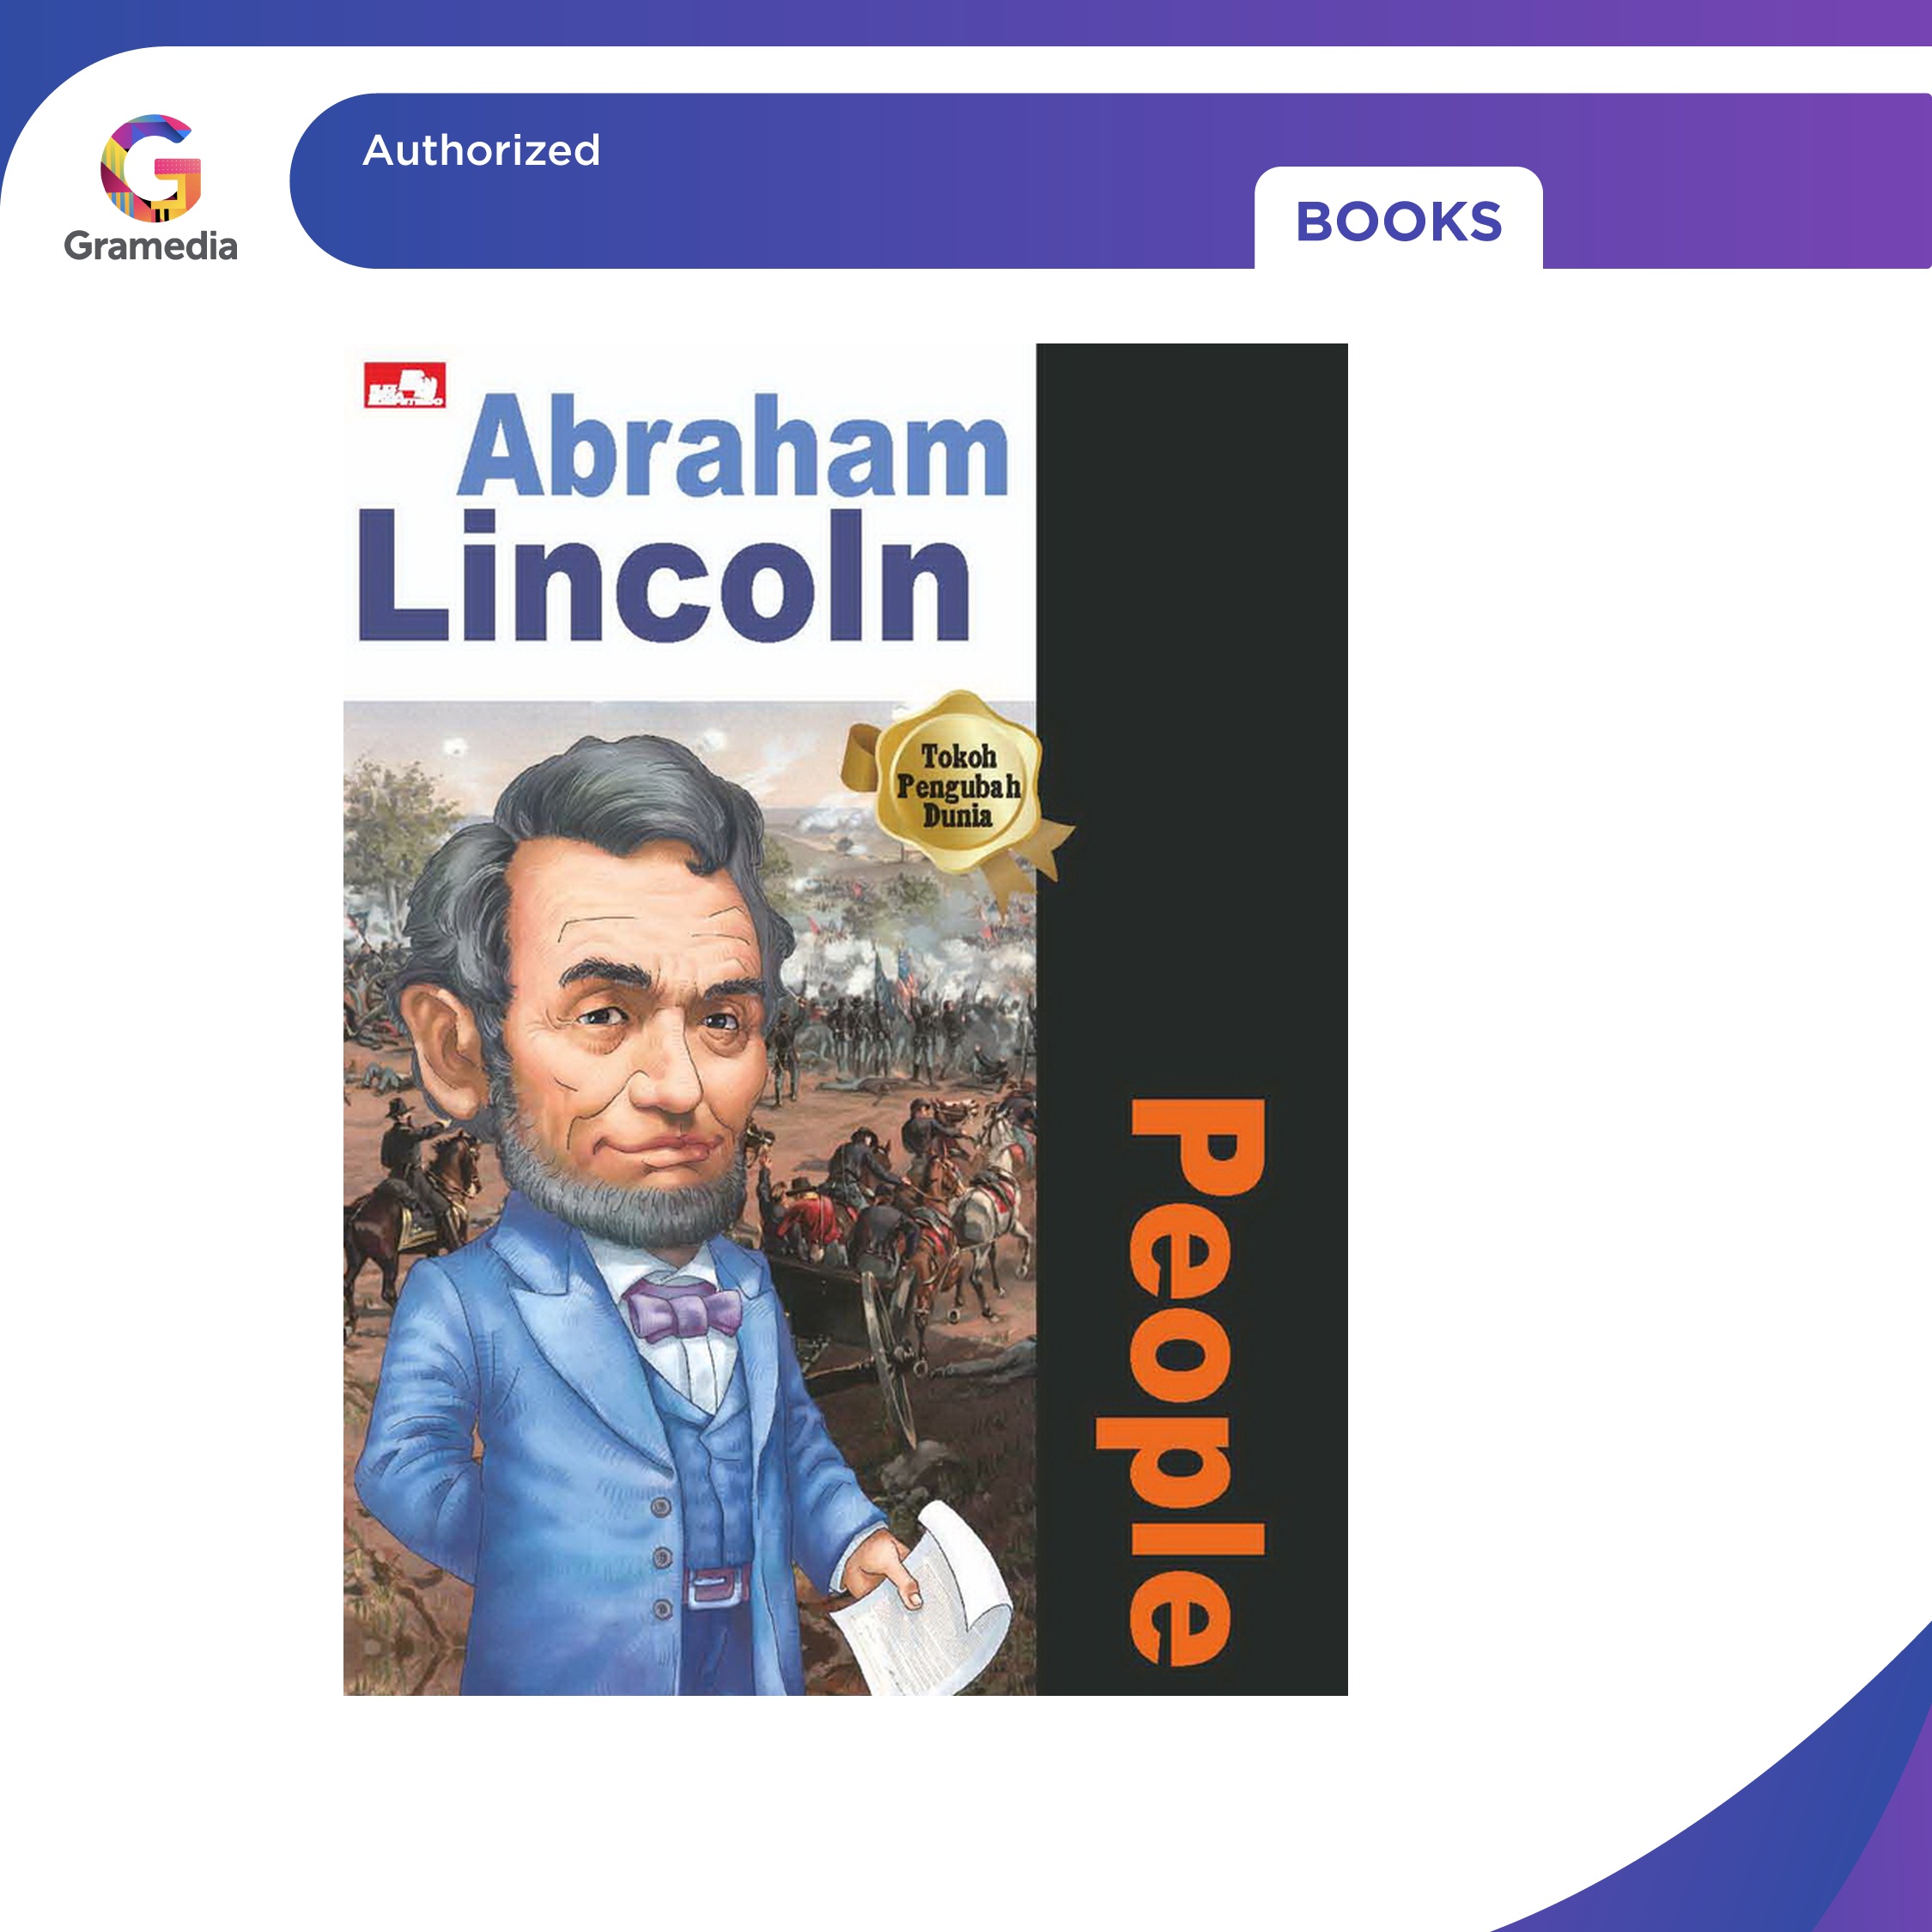 Authorized
BOOKS
Gramedia
Abraham
Lincoln
Tokoh
Pengubah
Dunia
People